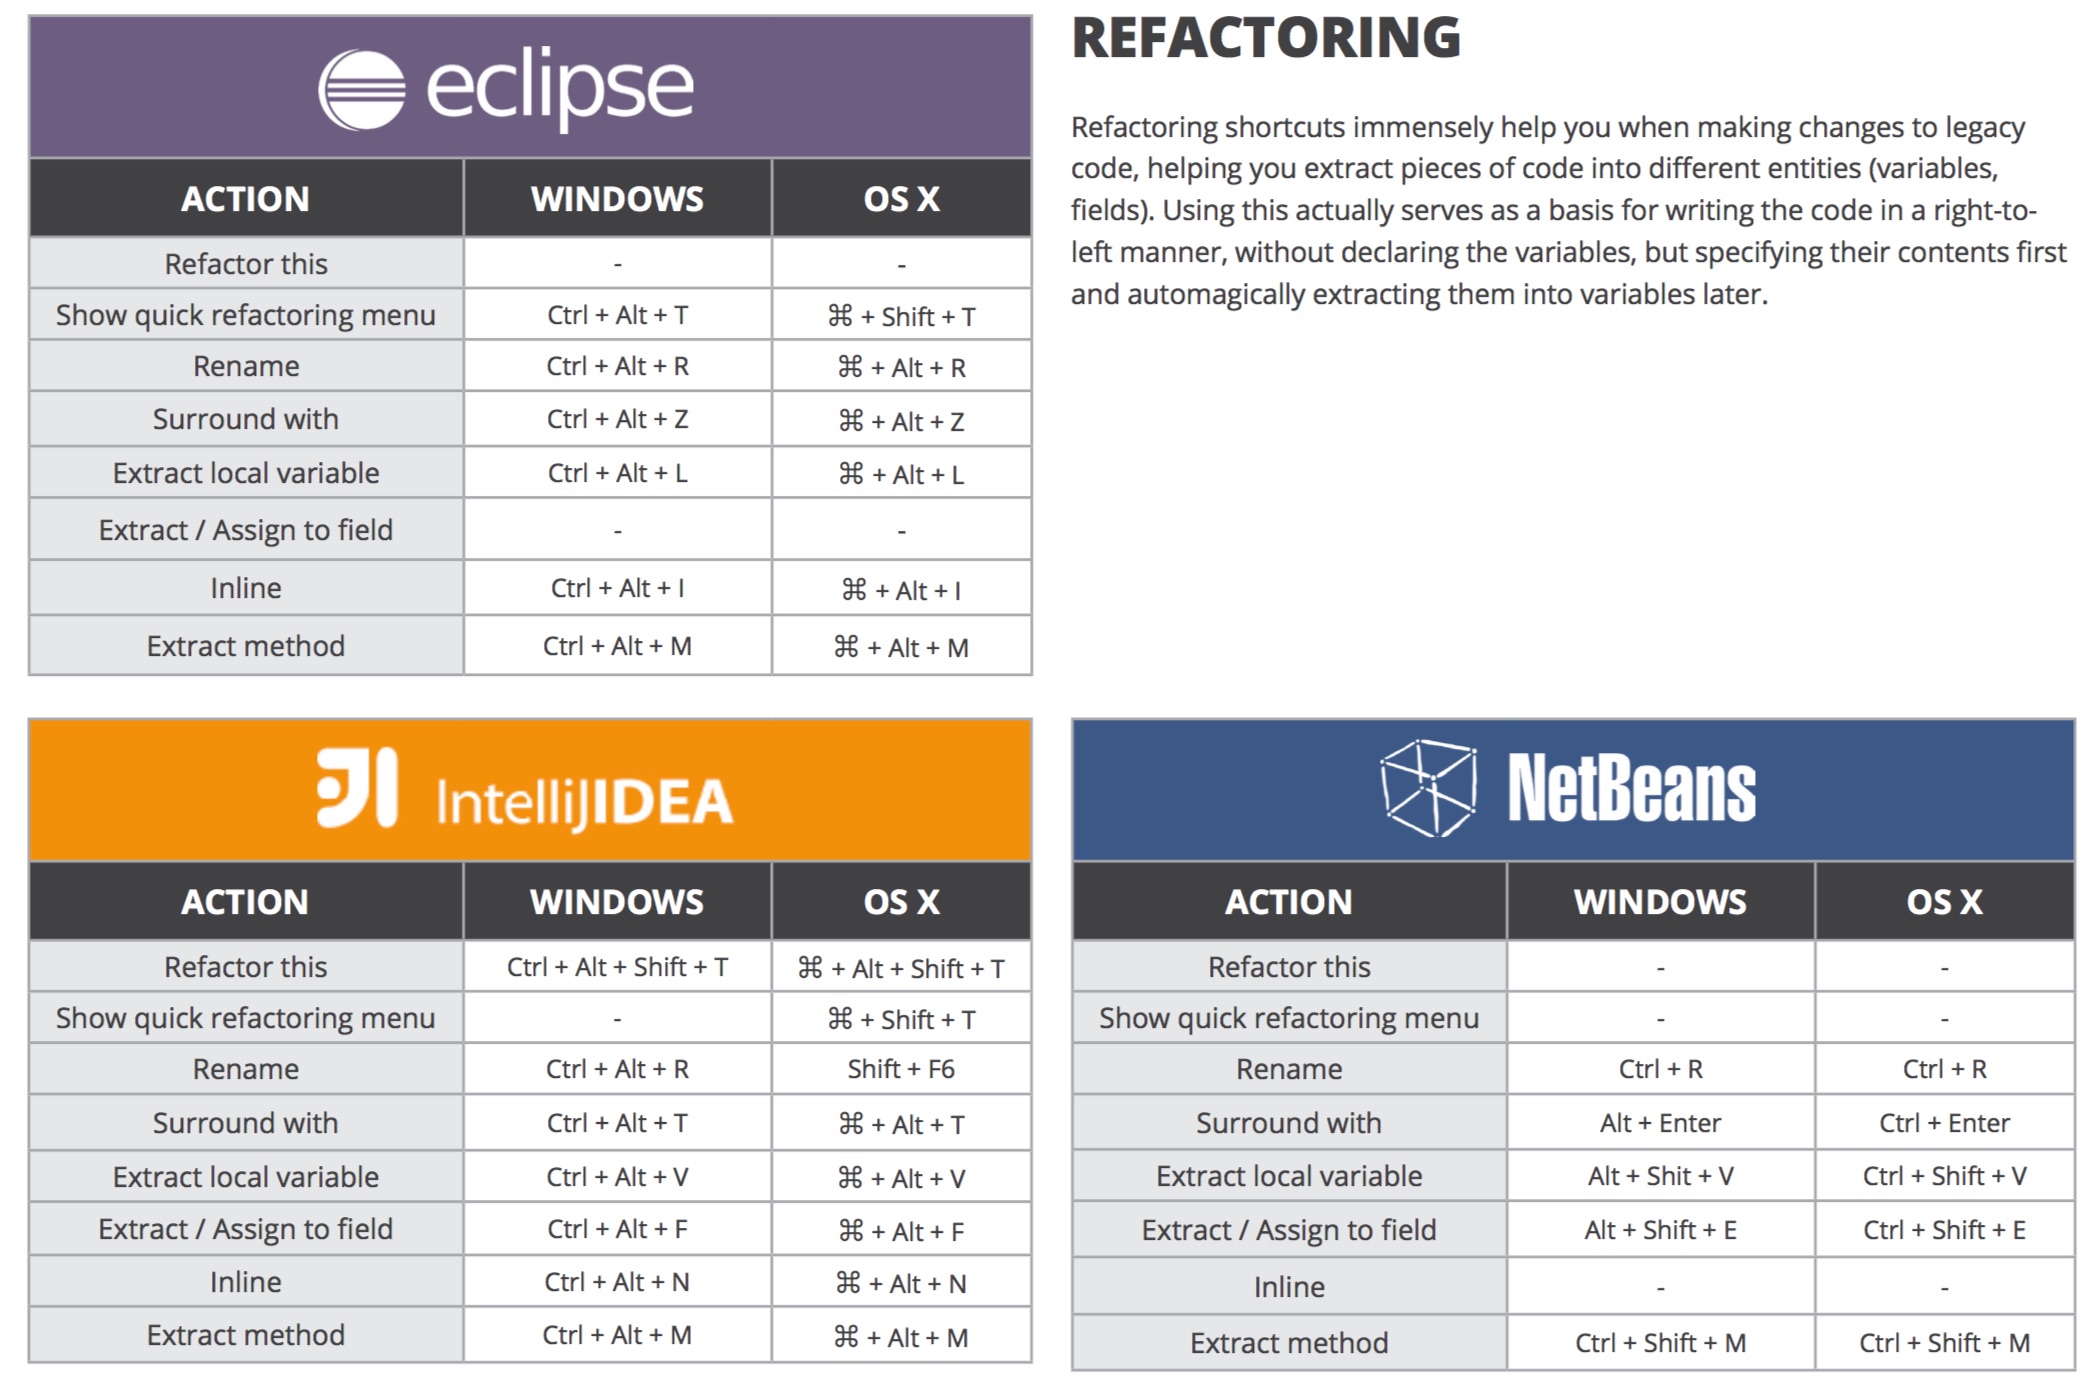 eclipse
ACTION WINDOWS OS X
Refactor this - -
Show quick refactoring menu Ctrl + Alt + T ⌘ + Shift + T
Rename Ctrl + Alt + R ⌘ + Alt + R
Surround with Ctrl + Alt + Z ⌘ + Alt + Z
Extract local variable Ctrl + Alt + L ⌘ + Alt + L
Extract / Assign to field - -
Inline Ctrl + Alt + I ⌘ + Alt + I
Extract method Ctrl + Alt + M ⌘ + Alt + M
REFACTORING
Refactoring shortcuts immensely help you when making changes to legacy
code, helping you extract pieces of code into different entities (variables,
fields). Using this actually serves as a basis for writing the code in a right-to-
left manner, without declaring the variables, but specifying their contents first
and automagically extracting them into variables later.
IntelliJIDEA
ACTION WINDOWS OS X
Refactor this Ctrl + Alt + Shift + T ⌘ + Alt + Shift + T
Show quick refactoring menu - ⌘ + Shift + T
Rename Ctrl + Alt + R Shift + F6
Surround with Ctrl + Alt + T ⌘ + Alt + T
Extract local variable Ctrl + Alt + V ⌘ + Alt + V
Extract / Assign to field Ctrl + Alt + F ⌘ + Alt + F
Inline Ctrl + Alt + N ⌘ + Alt + N
Extract method Ctrl + Alt + M ⌘ + Alt + M
NetBeans
ACTION WINDOWS OS X
Refactor this - -
Show quick refactoring menu - -
Rename Ctrl + R Ctrl + R
Surround with Alt + Enter Ctrl + Enter
Extract local variable Alt + Shit + V Ctrl + Shift + V
Extract / Assign to field Alt + Shift + E Ctrl + Shift + E
Inline - -
Extract method Ctrl + Shift + M Ctrl + Shift + M